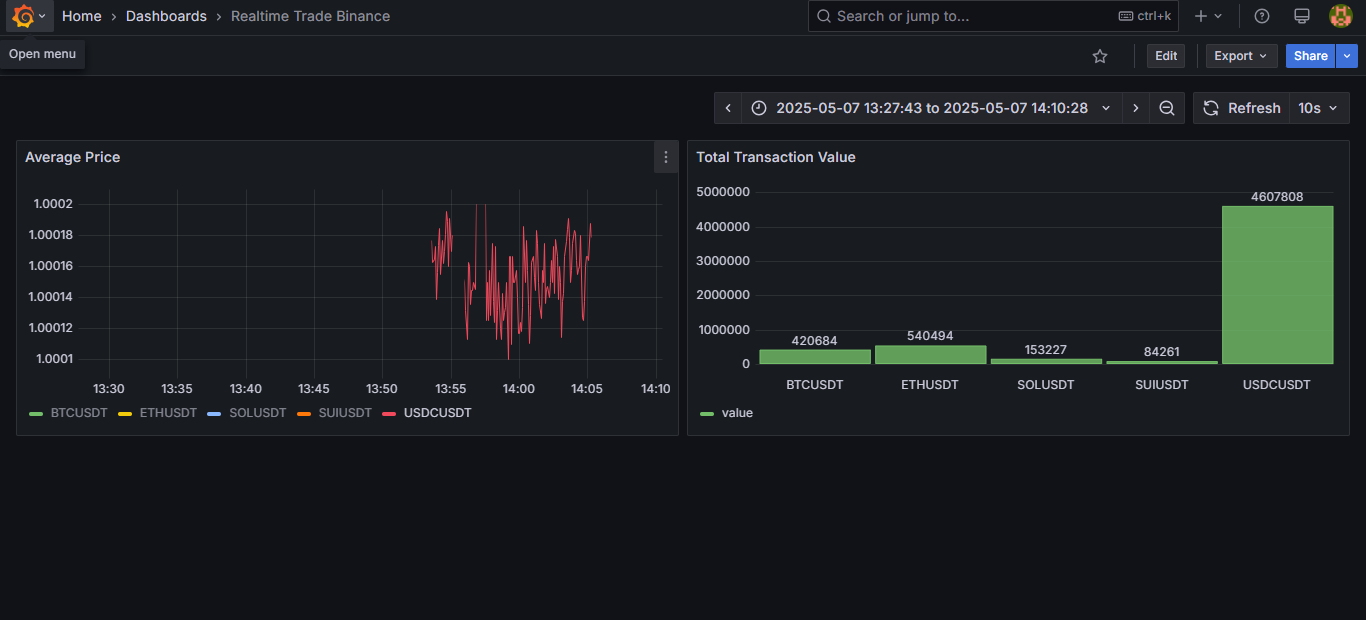 Home › Dashboards › Realtime Trade Binance
Search or jump to...
ctrl+k
Open menu
Edit
Export
Share
2025-05-07 13:27:43 to 2025-05-07 14:10:28
Refresh
10s
Average Price
1.0002
1.00018
1.00016
1.00014
1.00012
1.0001
13:30 13:35 13:40 13:45 13:50 13:55 14:00 14:05 14:10
BTCUSDT ETHUSDT SOLUSDT SUIUSDT USDCUSDT
Total Transaction Value
5000000
4000000
3000000
2000000
1000000
0
420684
540494
153227
84261
4607808
BTCUSDT ETHUSDT SOLUSDT SUIUSDT USDCUSDT
value